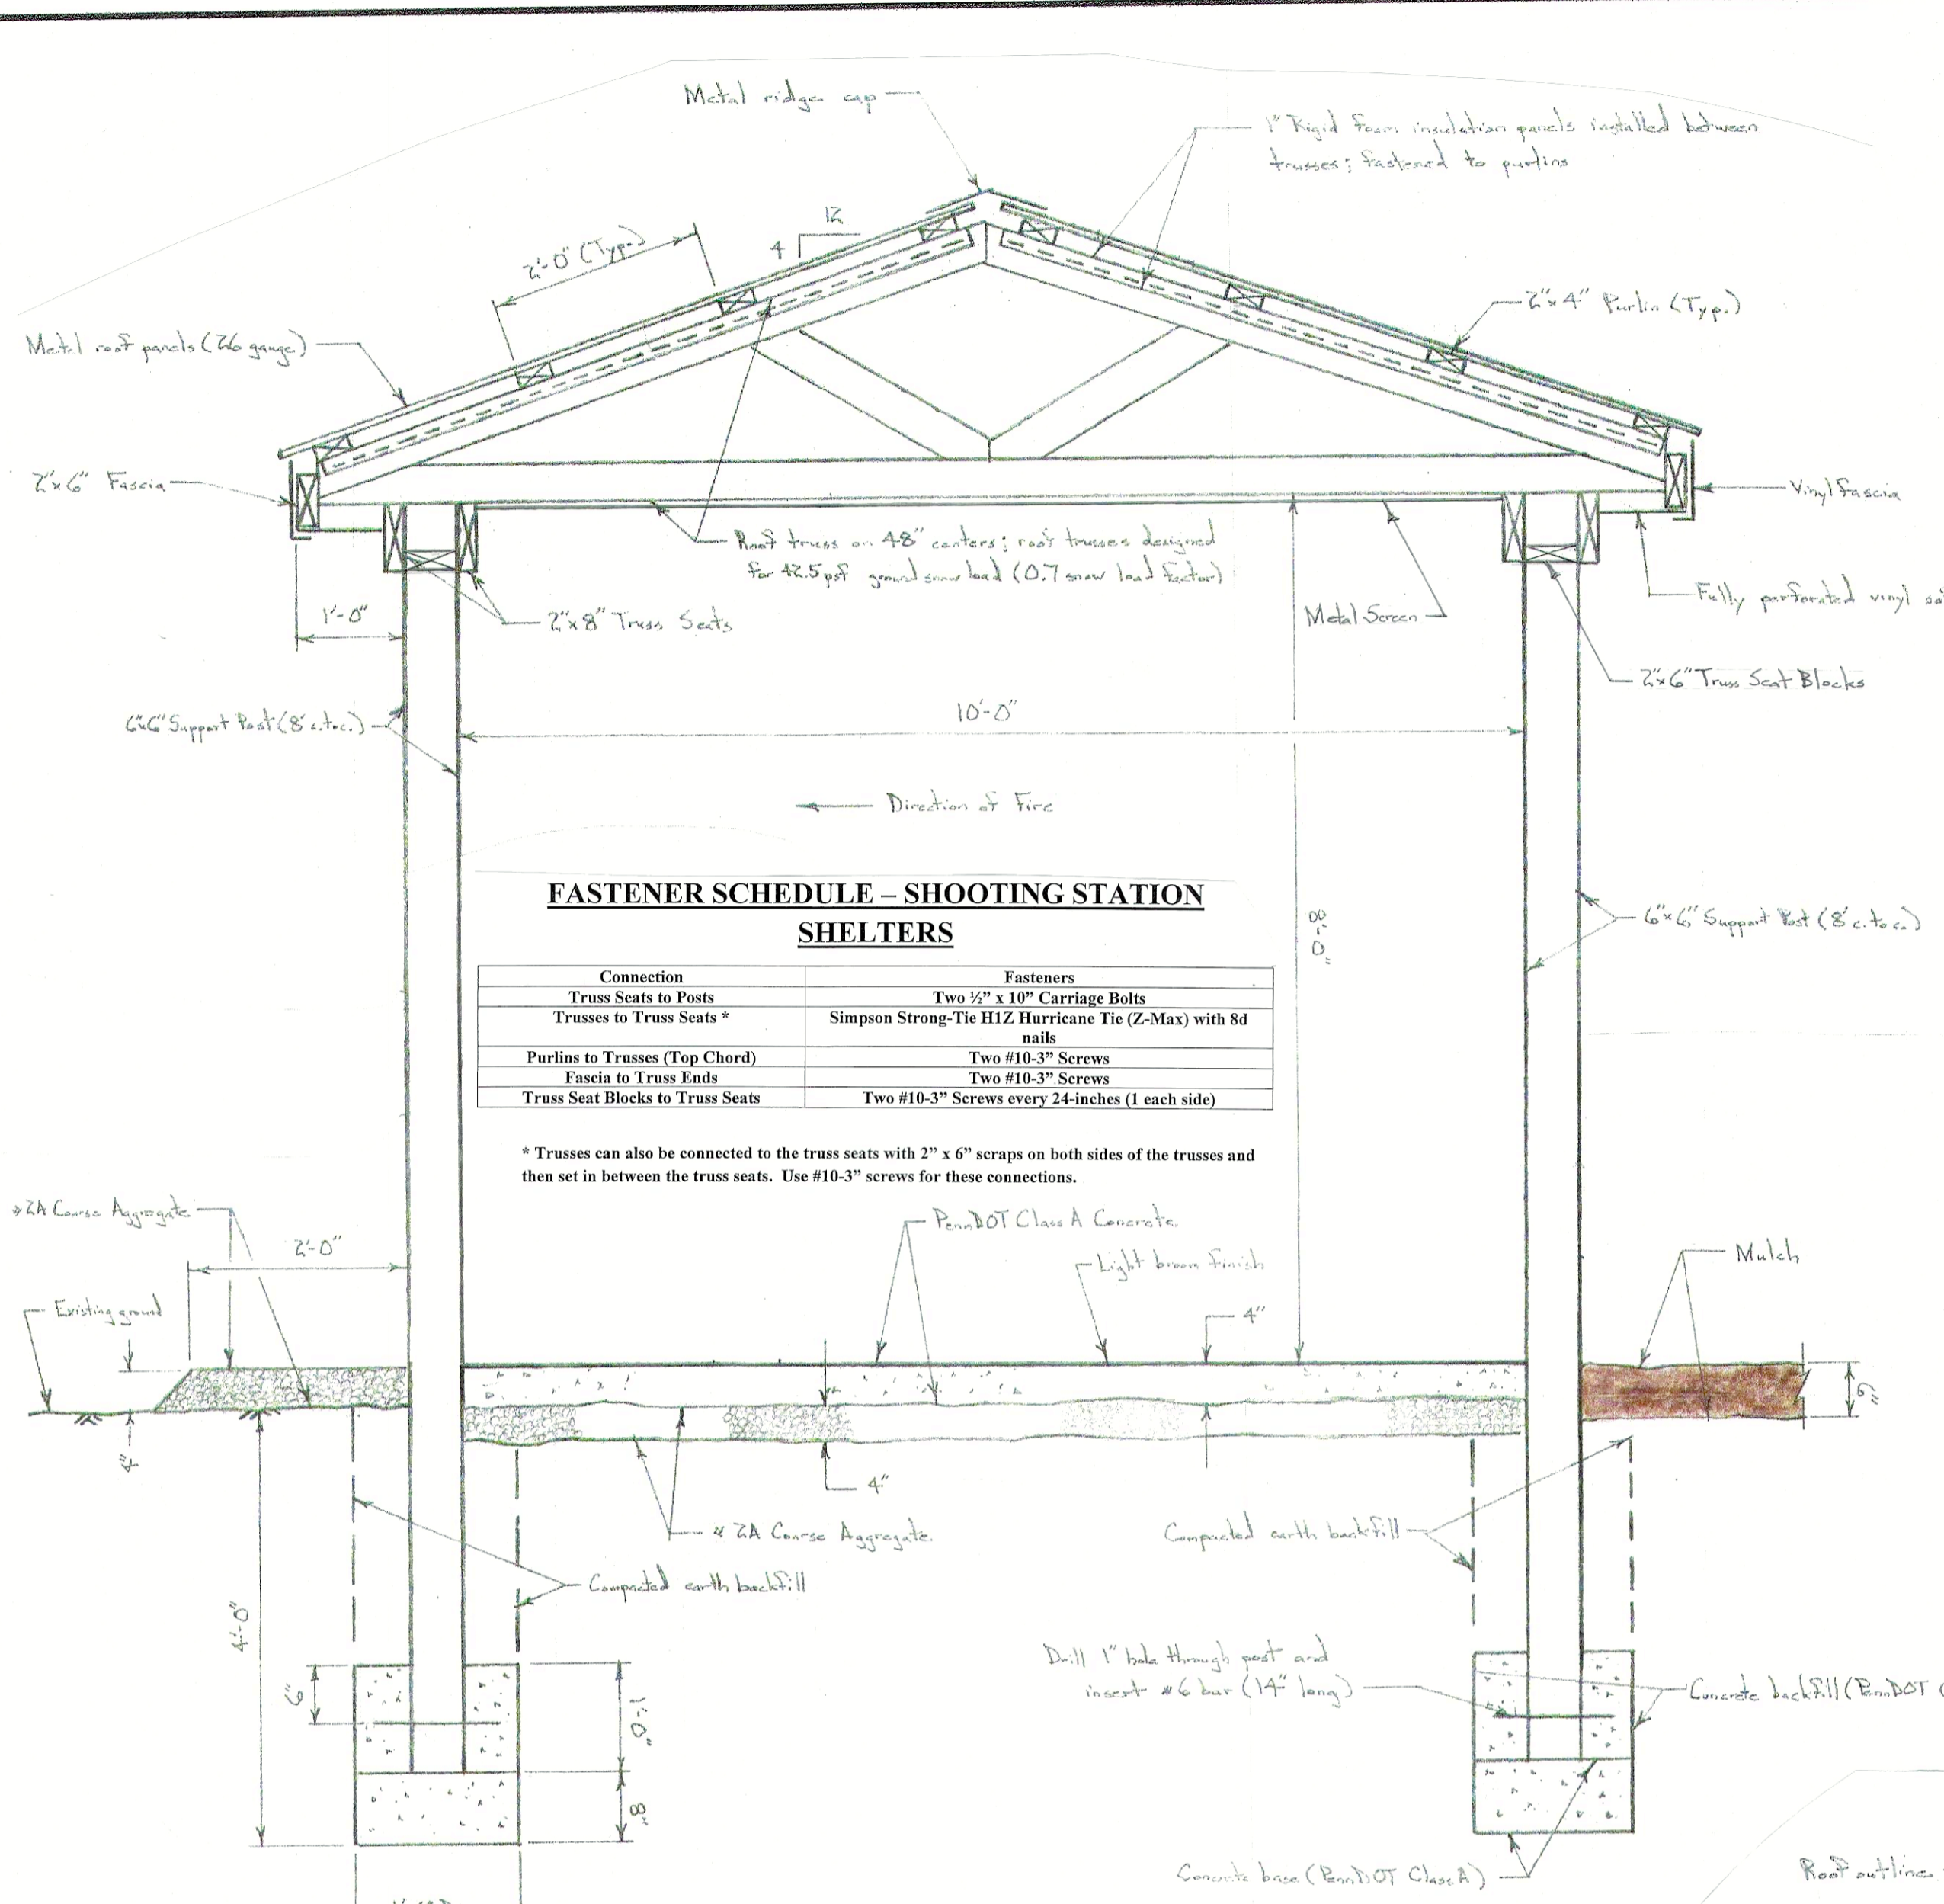 Metal ridge cap
1" Rigid foam insulation panels installed between
trusses; fastened to purlins
12
4
2'-0" (Typ.)
2"x4" Purlin (Typ.)
Metal roof panels (26 gauge)
2"x6" Fascia
Vinyl fascia
Roof truss on 48" centers; roof trusses designed
for 42.5 psf ground snow load (0.7 snow load factor)
Fully perforated vinyl
1'-0"
2"x8" Truss Seats
Metal Screen
2"x6" Truss Seat Blocks
6"x6" Support Post (8' c. to c.)
10'-0"
Direction of Fire
8'-0"
6"x6" Support Post (8' c. to c.)
FASTENER SCHEDULE – SHOOTING STATION
SHELTERS
Connection Fasteners
Truss Seats to Posts Two ½” x 10” Carriage Bolts
Trusses to Truss Seats * Simpson Strong-Tie H1Z Hurricane Tie (Z-Max) with 8d
nails
Purlins to Trusses (Top Chord) Two #10-3” Screws
Fascia to Truss Ends Two #10-3” Screws
Truss Seat Blocks to Truss Seats Two #10-3” Screws every 24-inches (1 each side)
* Trusses can also be connected to the truss seats with 2” x 6” scraps on both sides of the trusses and
then set in between the truss seats. Use #10-3” screws for these connections.
#2A Coarse Aggregate
2'-0"
PennDOT Class A Concrete
Light broom finish
Mulch
Existing ground
4"
6"
4"
4"
#2A Coarse Aggregate
Compacted earth backfill
Compacted earth backfill
4'-0"
6"
1'-0"
8"
Drill 1" hole through post and
insert #6 bar (14" long)
Concrete backfill (PennDOT
Concrete base (PennDOT Class A)
Roof outline